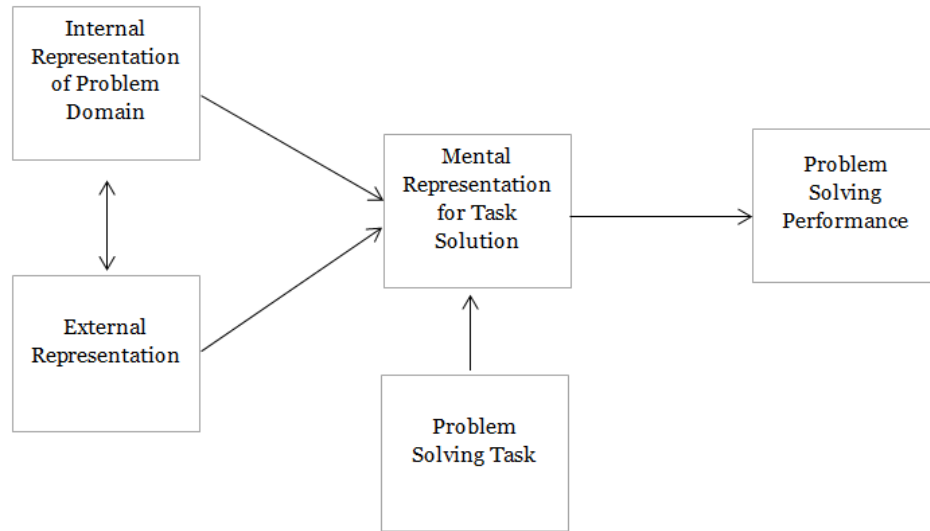 Internal
Representation
of Problem
Domain
External
Representation
Mental
Representation
for Task
Solution
Problem
Solving Task
Problem
Solving
Performance